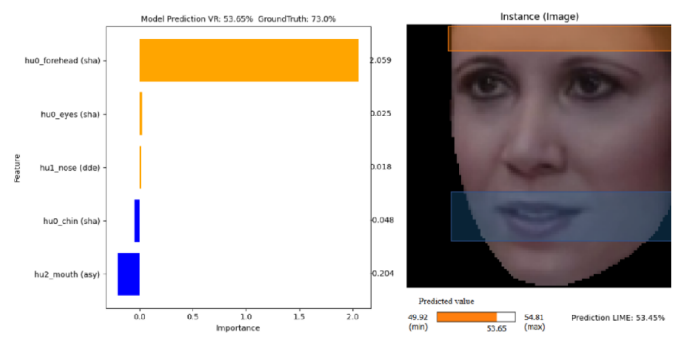 Model Prediction VR: 53.65% GroundTruth: 73.0%
Instance (Image)
hu0_forehead (sha)
2.059
hu0_eyes (sha)
0.025
hu1_nose (dde)
0.018
hu0_chin (sha)
0.048
hu2_mouth (asy)
0.204
Feature
0.0 0.5 1.0 1.5 2.0
Importance
Predicted value
49.92 54.81 Prediction LIME: 53.45%
(min) 53.65 (max)